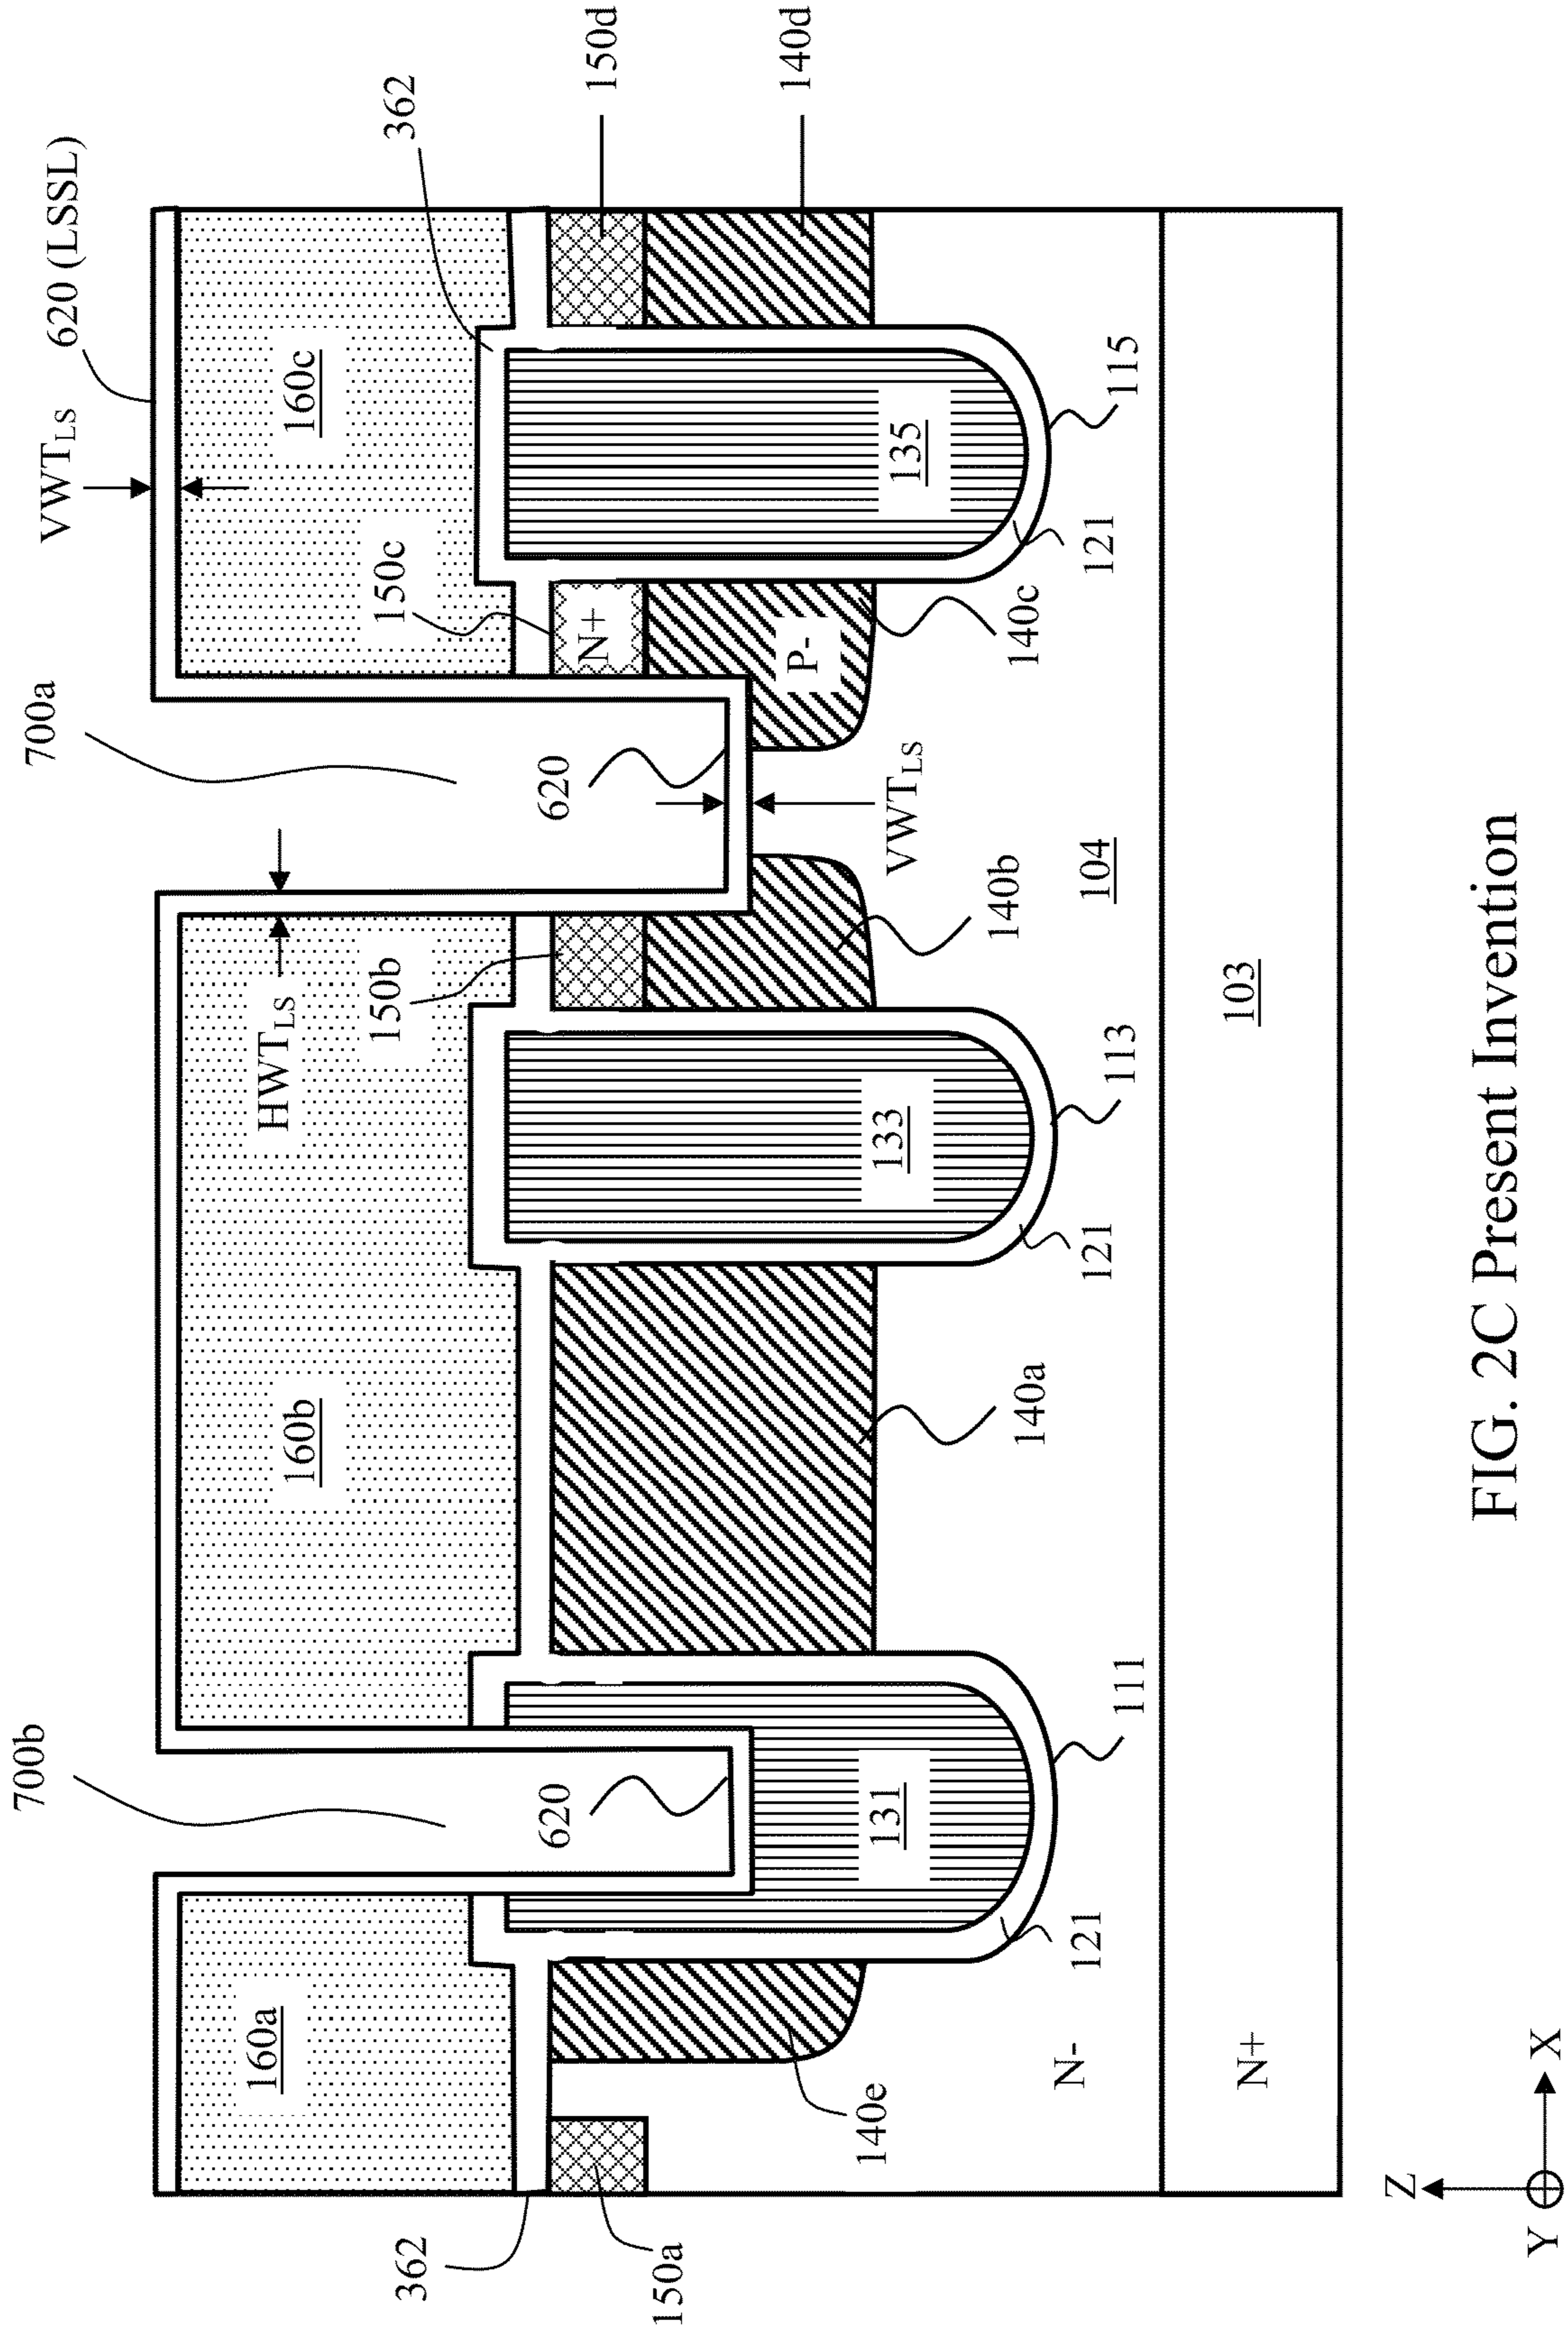 700b
700a
VWT_LS
620 (LSSL)
362
160a
160b
HWT_LS
160c
362
150a
150b
150c
N+
150d
620
620
P-
140d
140e
131
133
135
VWT_LS
140a
140b
140c
121
121
121
111
113
115
N-
104
N+
103
Z
Y
X
FIG. 2C Present Invention